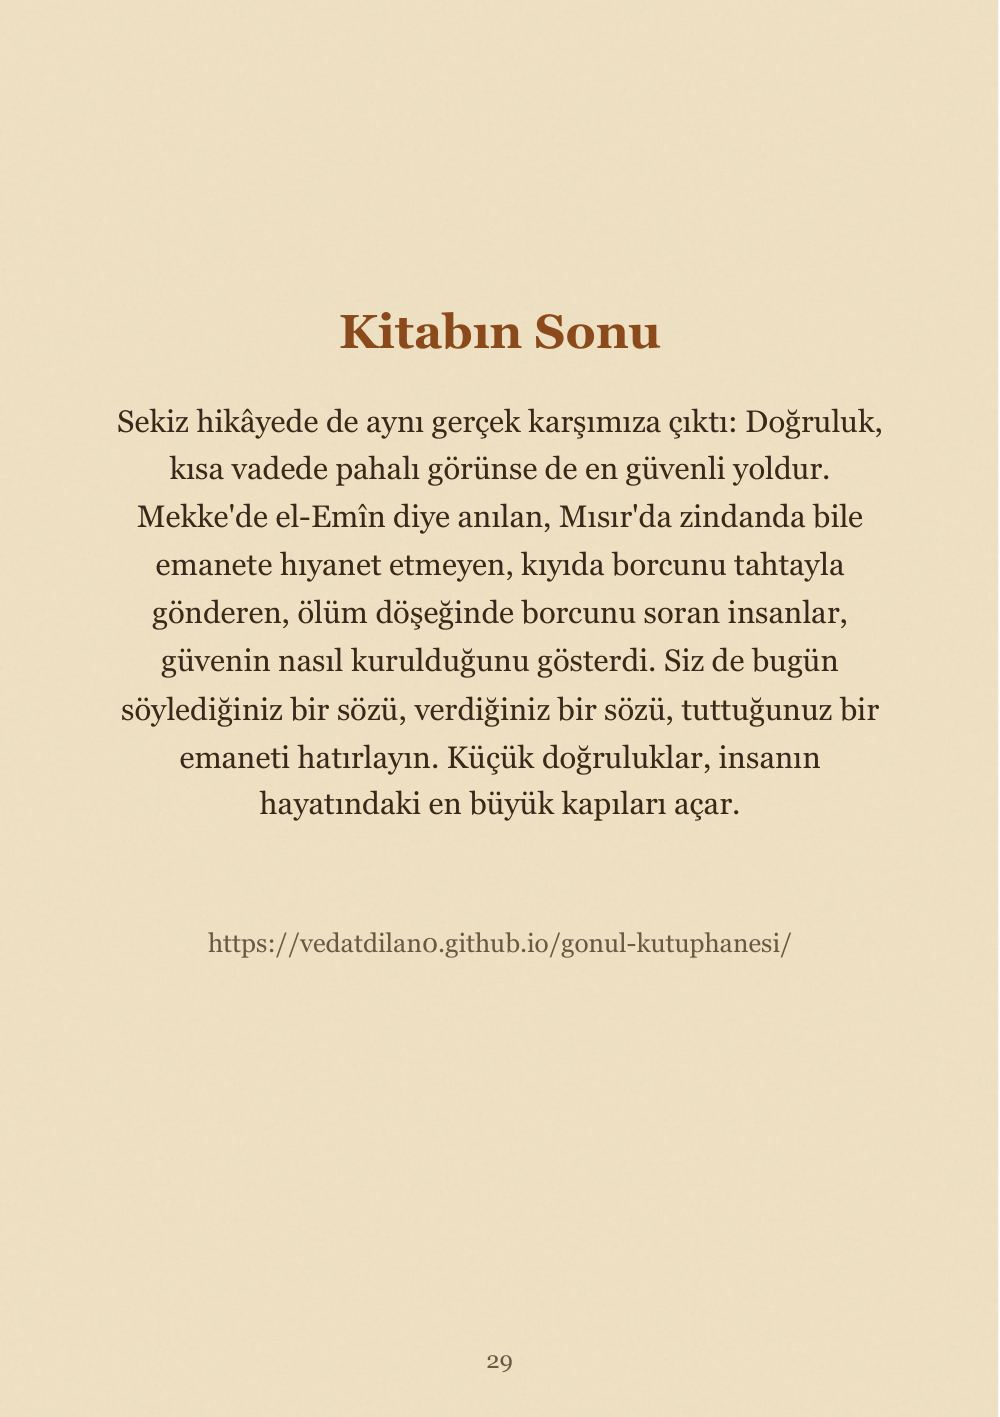 Kitabın Sonu
Sekiz hikâyede de aynı gerçek karşımıza çıktı: Doğruluk,
kısa vadede pahalı görünse de en güvenli yoldur.
Mekke'de el-Emîn diye anılan, Mısır'da zindanda bile
emanete hıyanet etmeyen, kıyıda borcunu tahtayla
gönderen, ölüm döşeğinde borcunu soran insanlar,
güvenin nasıl kurulduğunu gösterdi. Siz de bugün
söylediğiniz bir sözü, verdiğiniz bir sözü, tuttuğunuz bir
emaneti hatırlayın. Küçük doğruluklar, insanın
hayatındaki en büyük kapıları açar.
https://vedatdilan0.github.io/gonul-kutuphanesi/
29